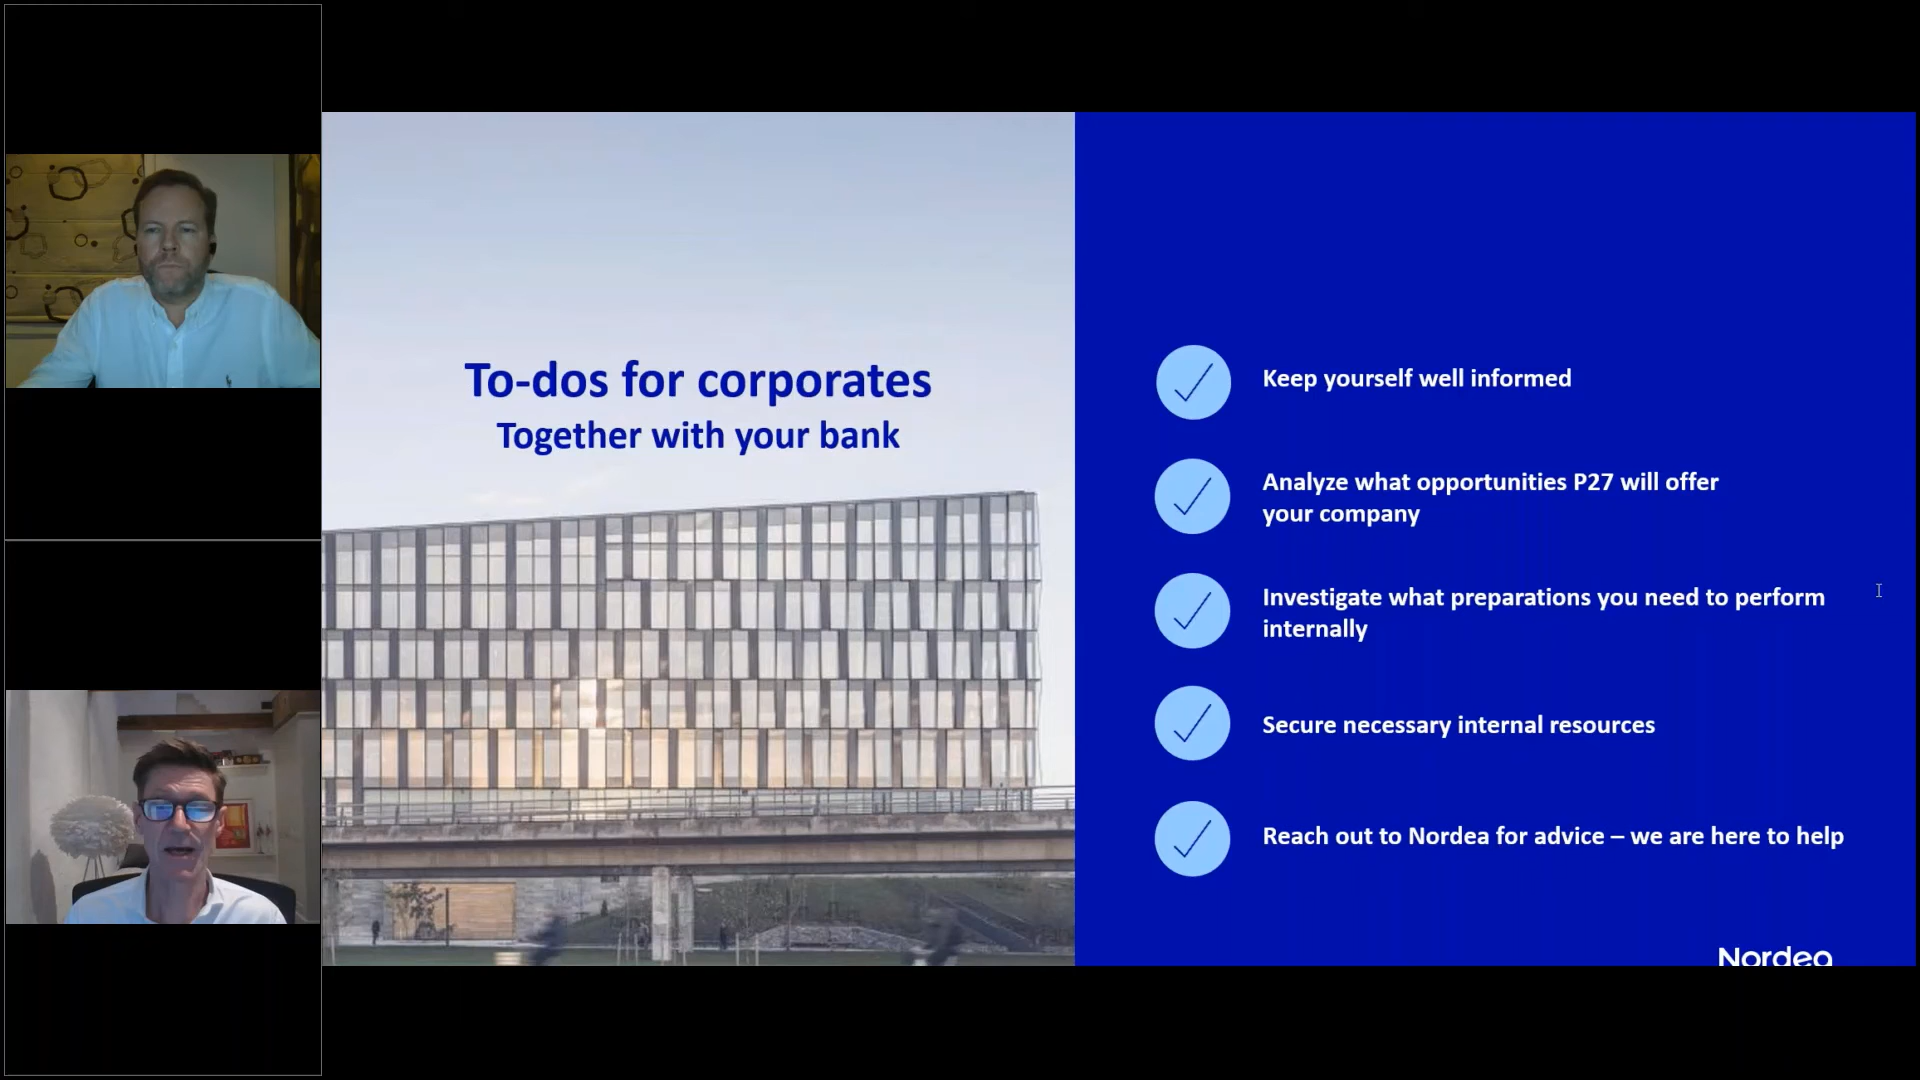 To-dos for corporates
Together with your bank
Keep yourself well informed
Analyze what opportunities P27 will offer
your company
Investigate what preparations you need to perform
internally
Secure necessary internal resources
Reach out to Nordea for advice – we are here to help
Nordea